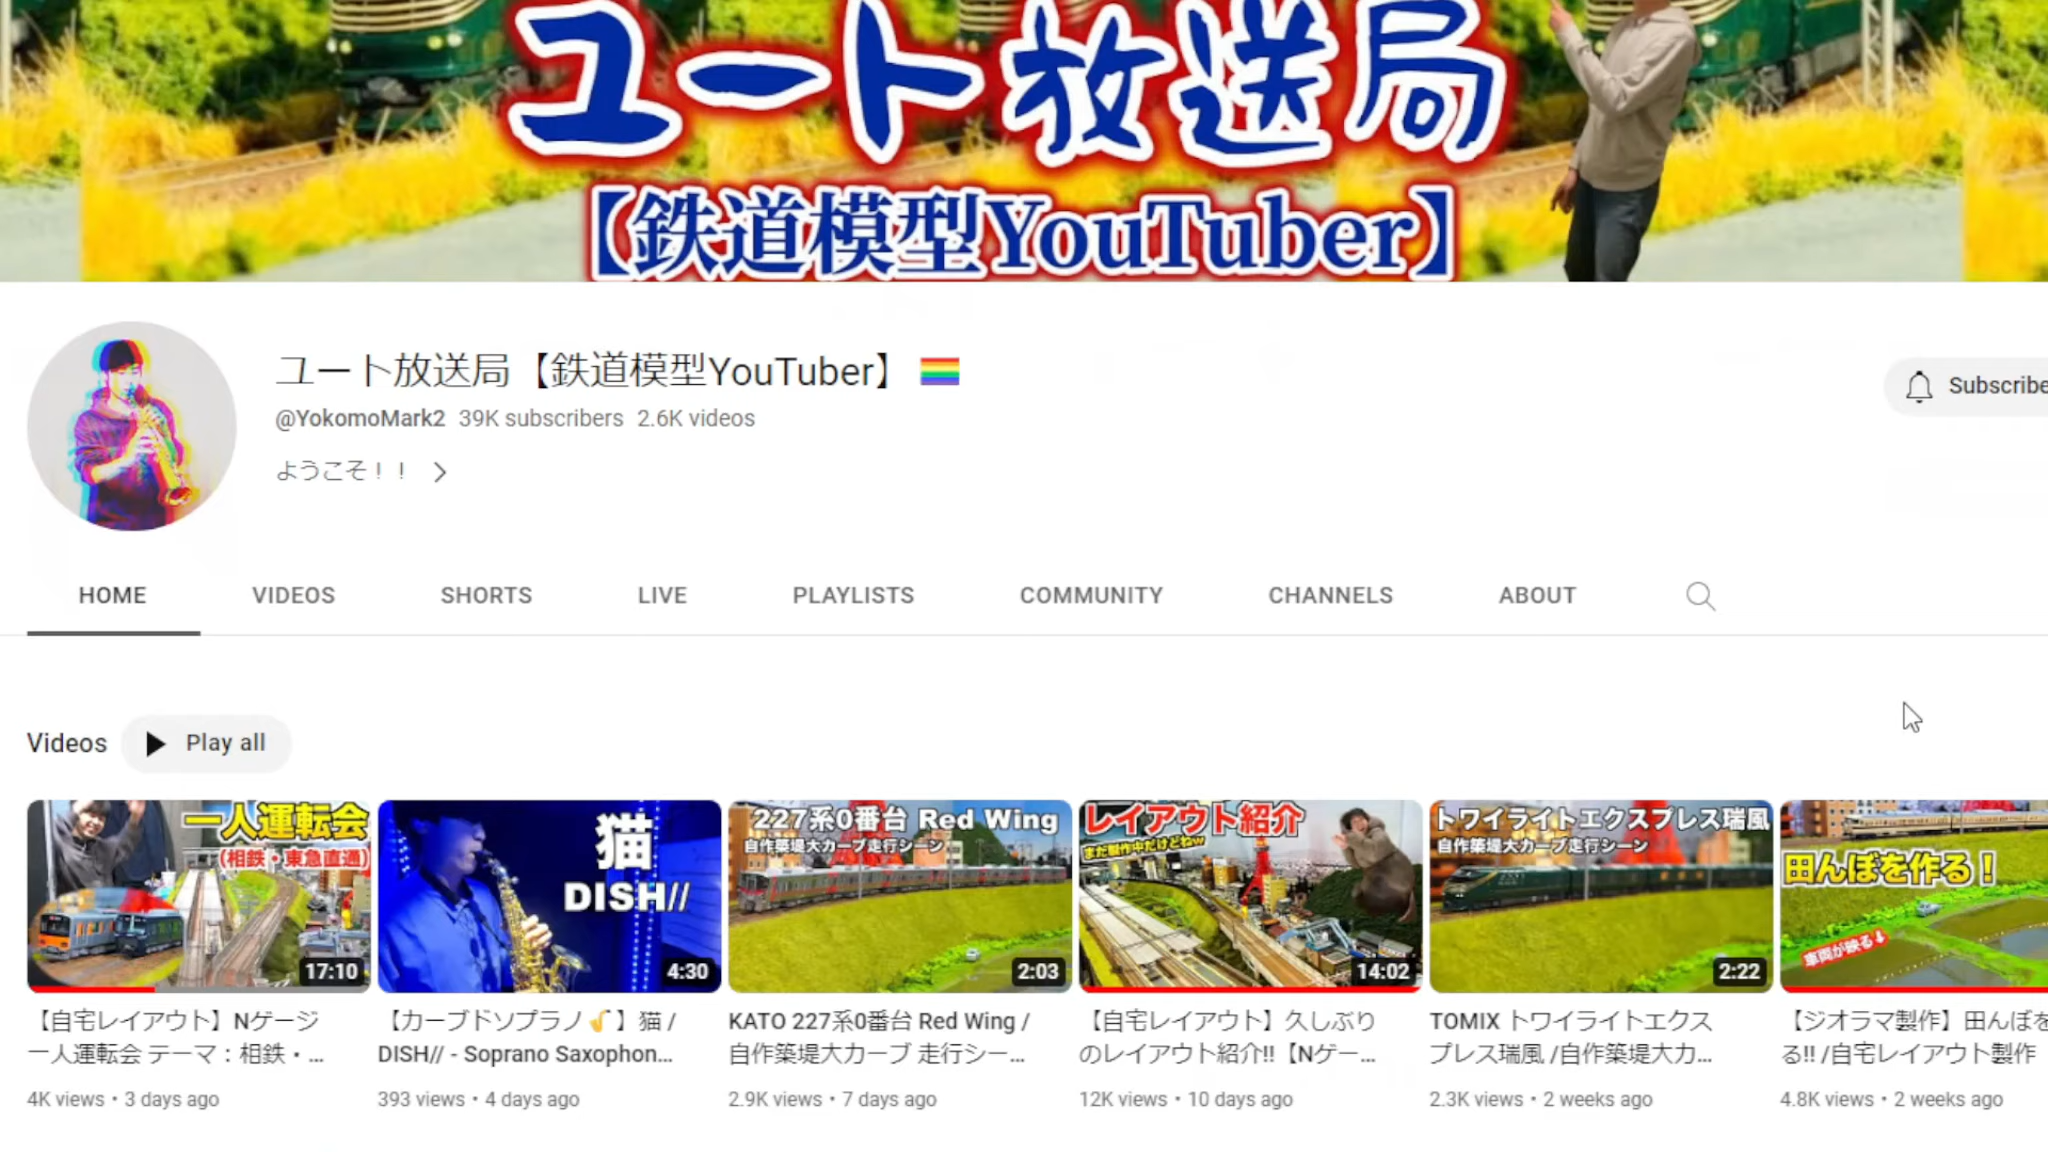 ユート放送局
【鉄道模型YouTuber】
ユート放送局【鉄道模型YouTuber】 🏳️‍🌈
@YokomoMark2 39K subscribers 2.6K videos
ようこそ！！
Subscribe
HOME VIDEOS SHORTS LIVE PLAYLISTS COMMUNITY CHANNELS ABOUT
Videos Play all
一人運転会
(相鉄・東急直通)
17:10
猫
DISH//
4:30
227系0番台 Red Wing
自作築堤大カーブ走行シーン
2:03
レイアウト紹介
まだ製作中だけどねw
14:02
トワイライトエクスプレス瑞風
自作築堤大カーブ走行シーン
2:22
田んぼを作る！
車両が映る↓
【自宅レイアウト】Nゲージ
一人運転会 テーマ：相鉄・...
4K views・3 days ago
【カーブドソプラノ🎷】猫 /
DISH// - Soprano Saxophon...
393 views・4 days ago
KATO 227系0番台 Red Wing /
自作築堤大カーブ 走行シー...
2.9K views・7 days ago
【自宅レイアウト】久しぶり
のレイアウト紹介!!【Nゲー...
12K views・10 days ago
TOMIX トワイライトエクス
プレス瑞風 /自作築堤大カ...
2.3K views・2 weeks ago
【ジオラマ製作】田んぼを
る!! /自宅レイアウト製作
4.8K views・2 weeks ago